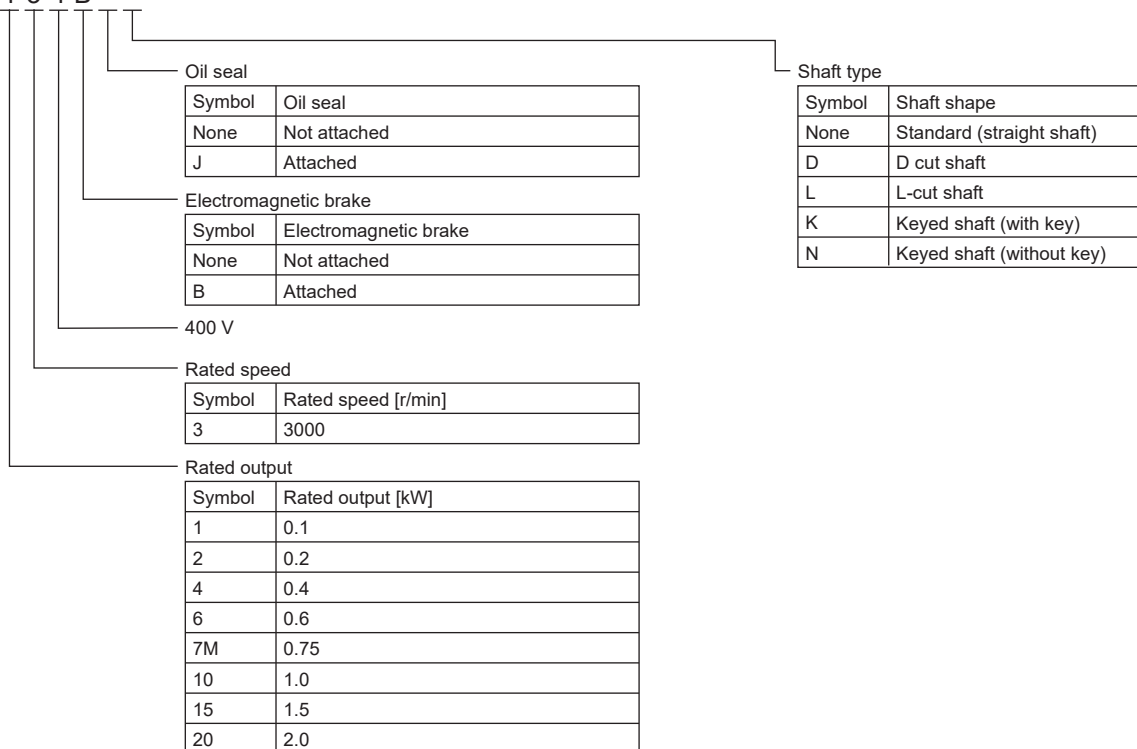 Oil seal
Symbol Oil seal
None Not attached
J Attached
Electromagnetic brake
Symbol Electromagnetic brake
None Not attached
B Attached
400 V
Rated speed
Symbol Rated speed [r/min]
3 3000
Rated output
Symbol Rated output [kW]
1 0.1
2 0.2
4 0.4
6 0.6
7M 0.75
10 1.0
15 1.5
20 2.0
Shaft type
Symbol Shaft shape
None Standard (straight shaft)
D D cut shaft
L L-cut shaft
K Keyed shaft (with key)
N Keyed shaft (without key)